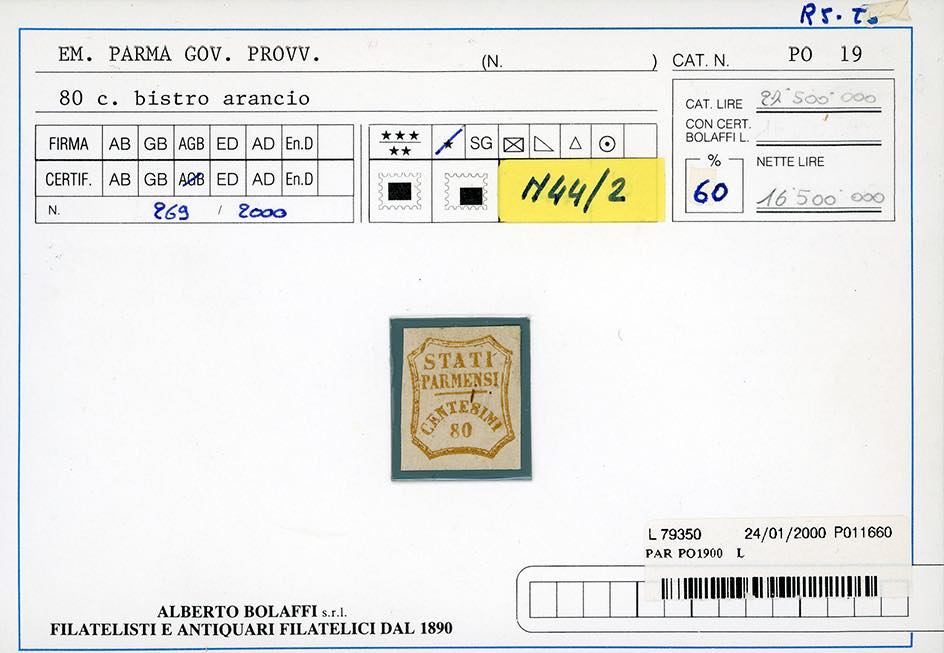 R5. T.
EM. PARMA GOV. PROVV. (N. ) CAT. N. PO 19
80 c. bistro arancio
CAT. LIRE 22 500 000
CON CERT.
BOLAFFI L.
FIRMA AB GB AGB ED AD En.D
★★★
★★
★ SG
CERTIF. AB GB AGB ED AD En.D
N. 269 / 2000
N44/2
% 60
NETTE LIRE
16 500 000
STATI
PARMENSI
CENTESIMI
80
L 79350 24/01/2000 P011660
PAR PO1900 L
ALBERTO BOLAFFI s.r.l.
FILATELISTI E ANTIQUARI FILATELICI DAL 1890